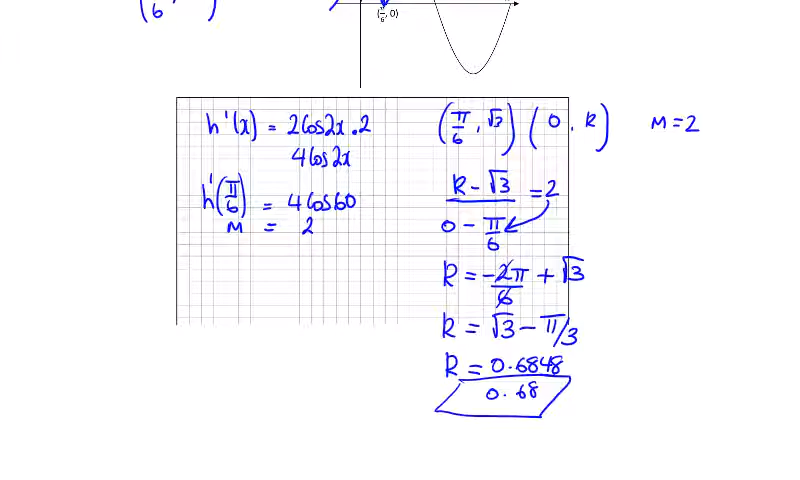 (π/6, )
(π/6, 0)
h'(x) = 2Cos2x . 2
4Cos2x
h'(π/6) = 4Cos60
M = 2
(π/6, √3) (0, R) M = 2
R - √3 / 0 - π/6 = 2
R = -2π/6 + √3
R = √3 - π/3
R = 0.6848
0.68